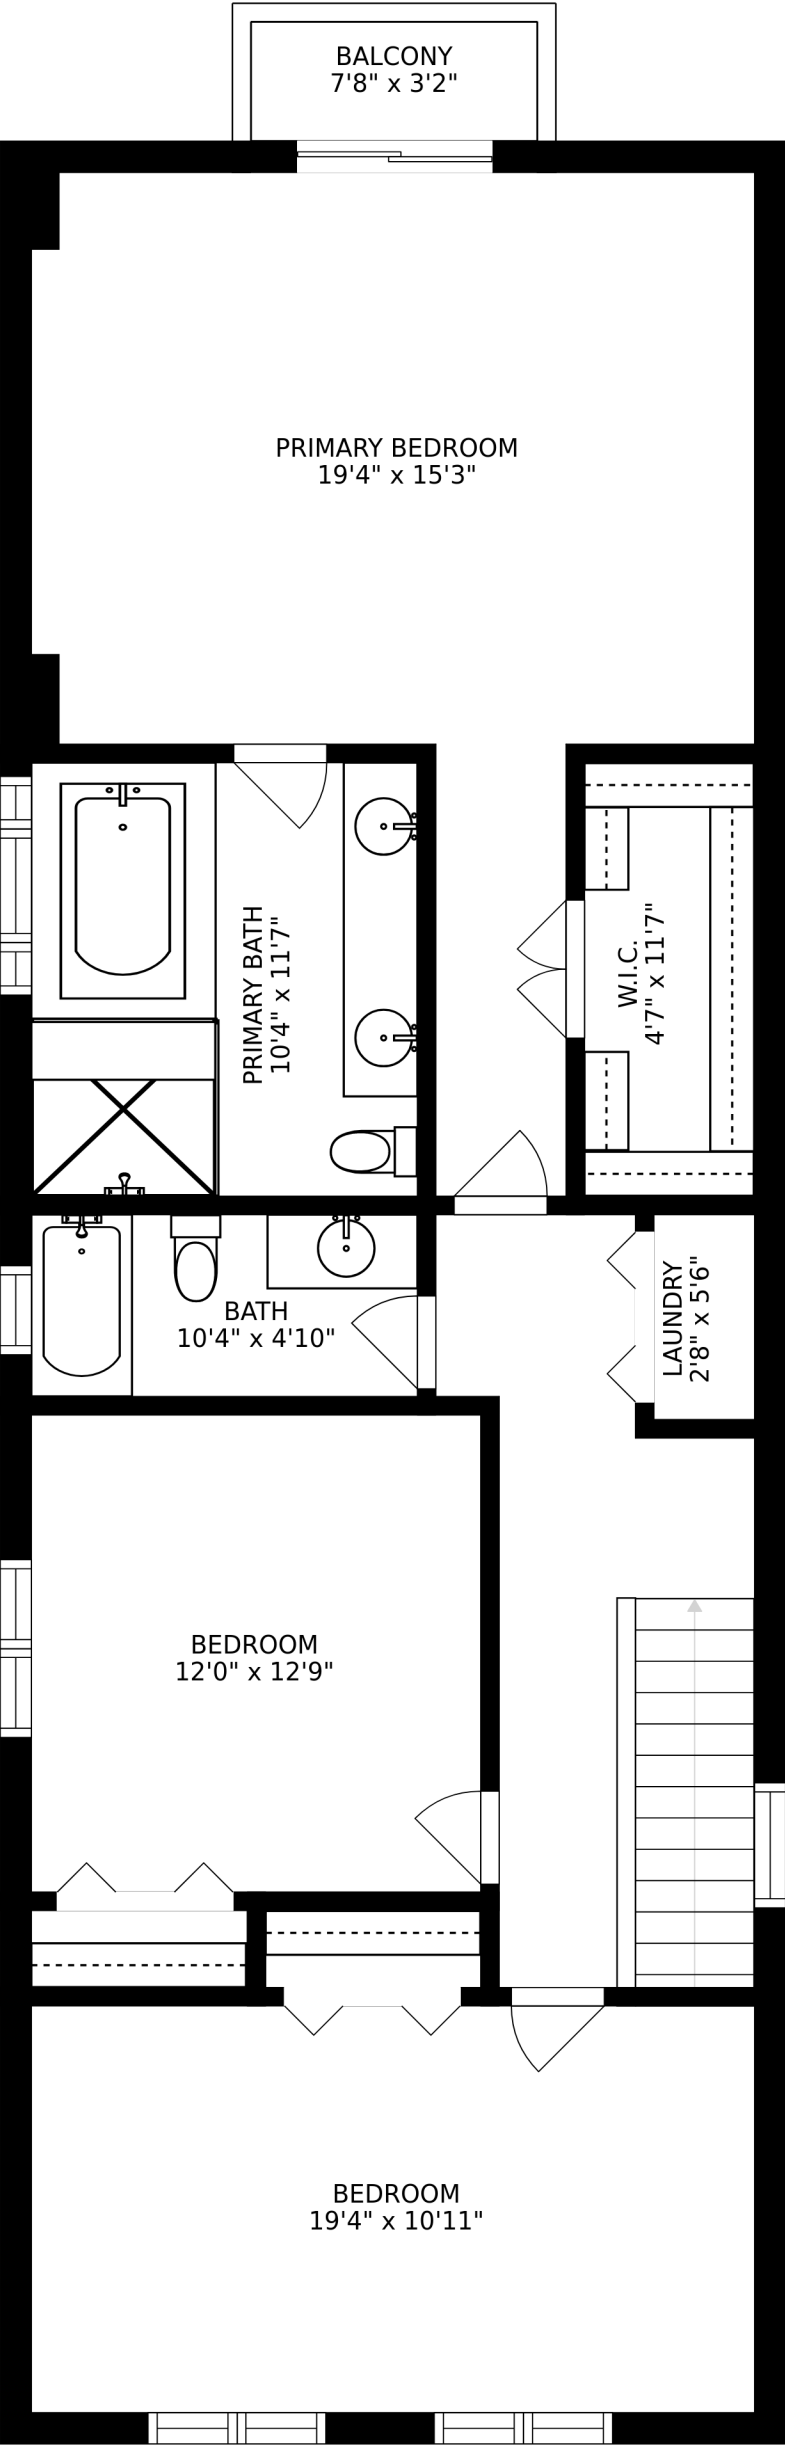 BALCONY
7'8" x 3'2"
PRIMARY BEDROOM
19'4" x 15'3"
PRIMARY BATH
10'4" x 11'7"
W.I.C.
4'7" x 11'7"
BATH
10'4" x 4'10"
LAUNDRY
2'8" x 5'6"
BEDROOM
12'0" x 12'9"
BEDROOM
19'4" x 10'11"